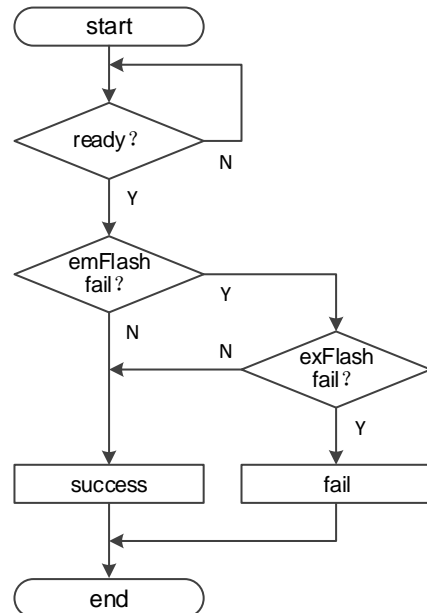 start
ready？
N
Y
emFlash
fail？
Y
N
N
exFlash
fail？
Y
success
fail
end